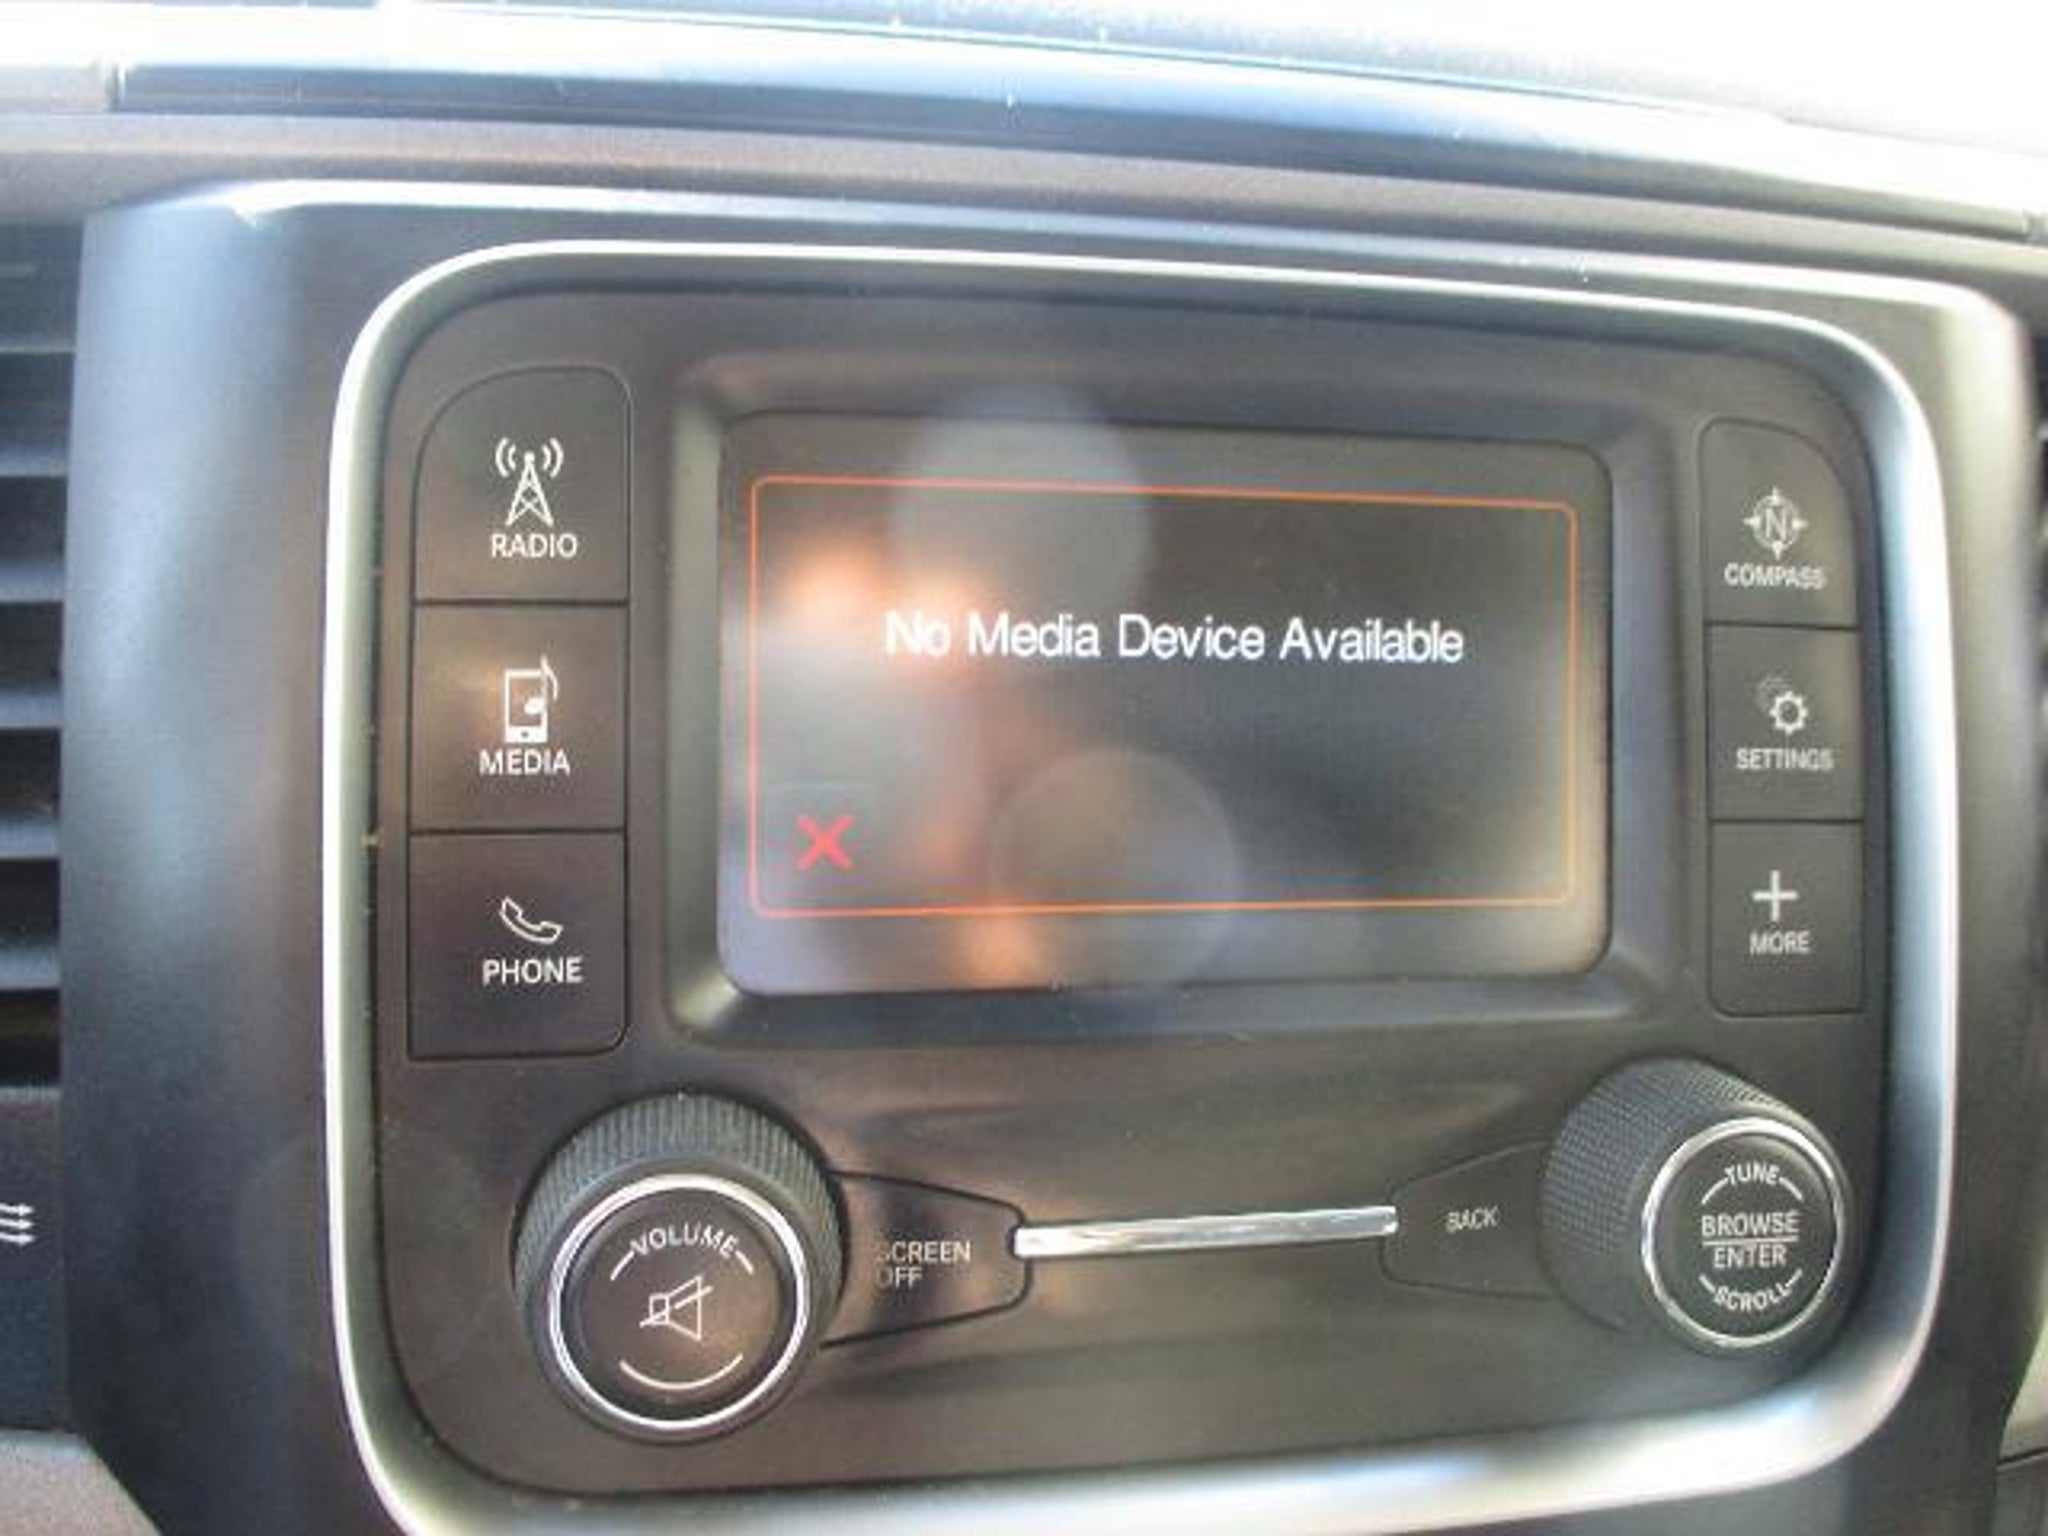 RADIO
No Media Device Available
N
COMPASS
MEDIA
SETTINGS
PHONE
MORE
VOLUME
SCREEN
OFF
BACK
TUNE
BROWSE
ENTER
SCROLL